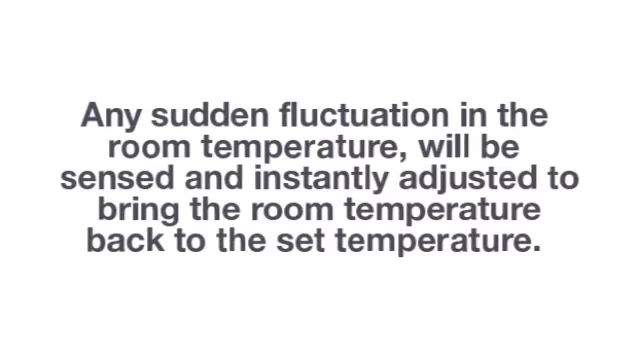 Any sudden fluctuation in the
room temperature, will be
sensed and instantly adjusted to
bring the room temperature
back to the set temperature.